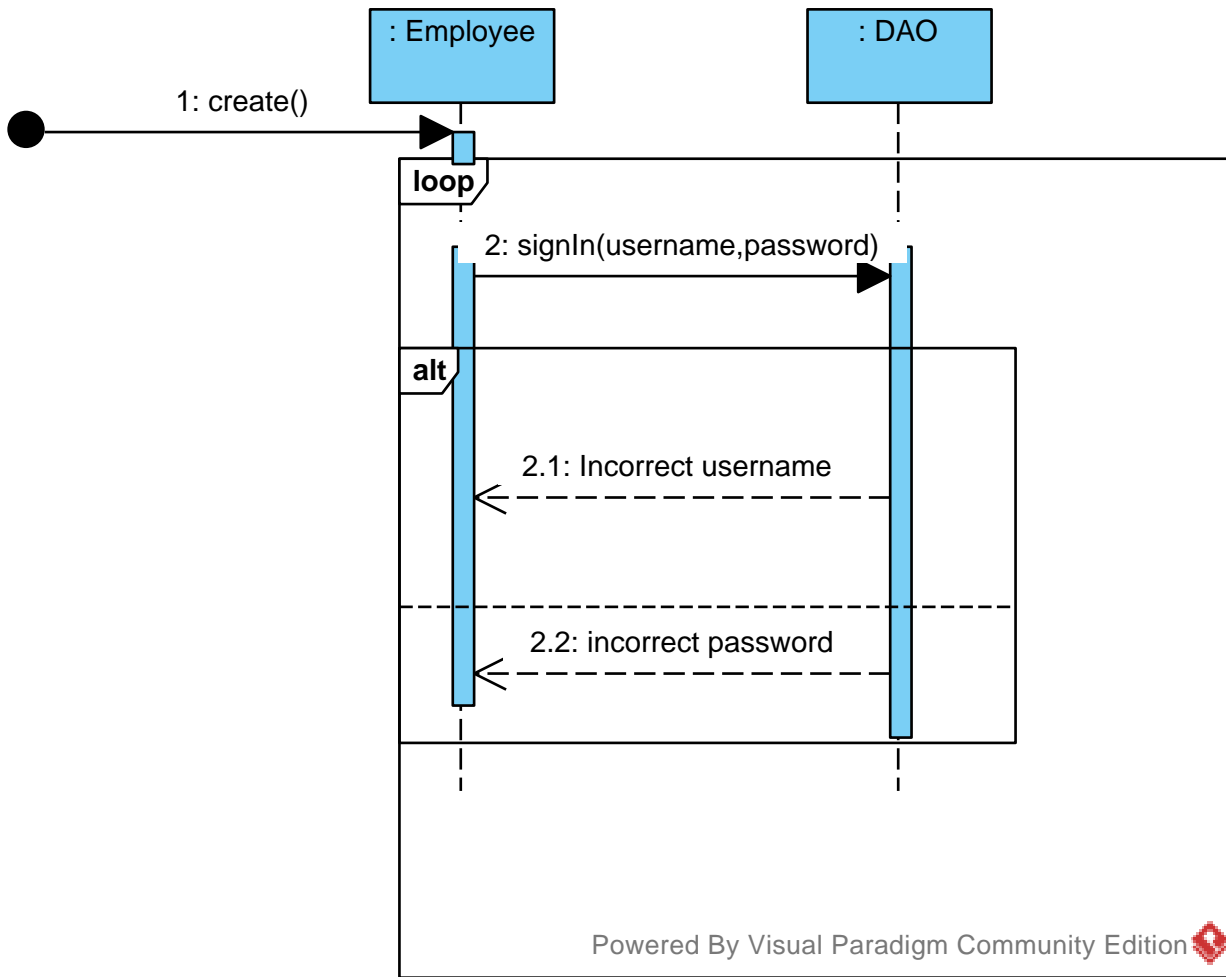 : Employee
: DAO
1: create()
loop
2: signIn(username,password)
alt
2.1: Incorrect username
2.2: incorrect password
Powered By Visual Paradigm Community Edition